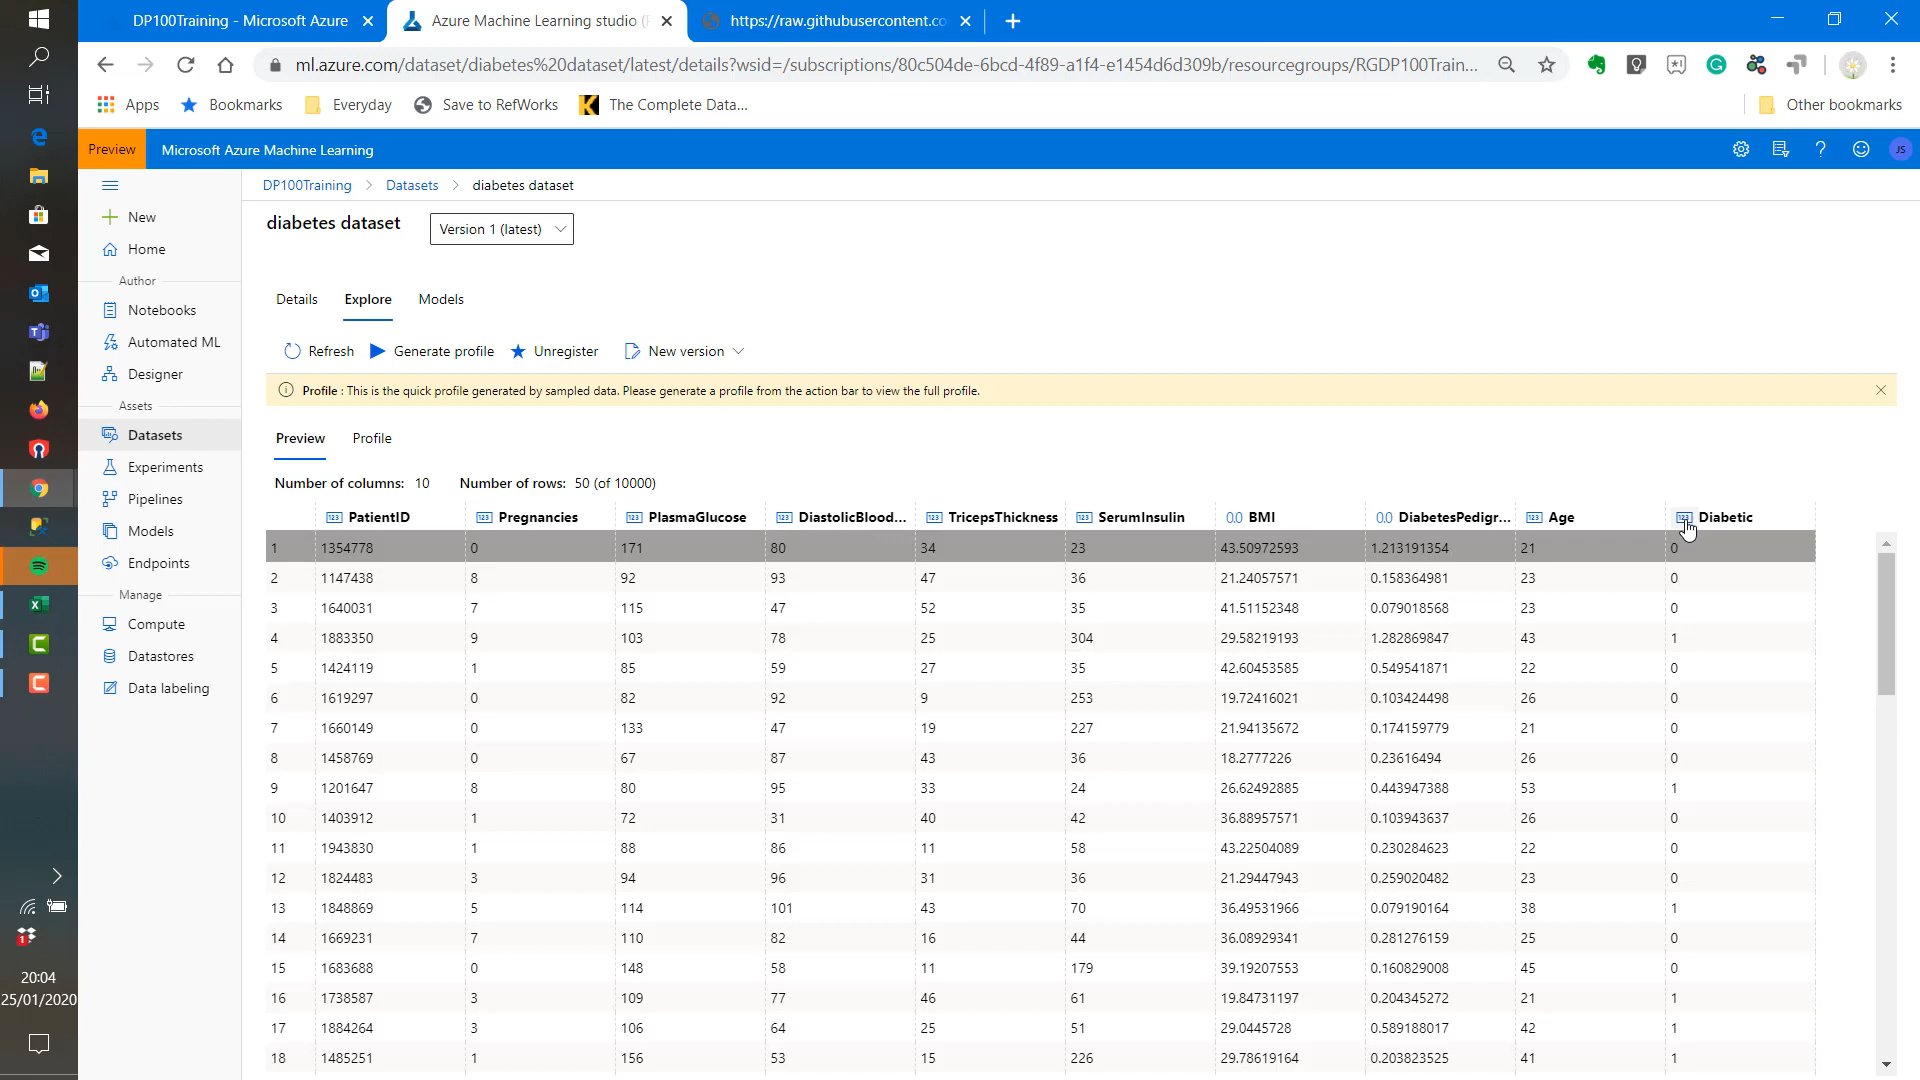 DP100Training - Microsoft Azure
Azure Machine Learning studio (
https://raw.githubusercontent.co
ml.azure.com/dataset/diabetes%20dataset/latest/details?wsid=/subscriptions/80c504de-6bcd-4f89-a1f4-e1454d6d309b/resourcegroups/RGDP100Train...
Apps Bookmarks Everyday Save to RefWorks The Complete Data... Other bookmarks
Preview Microsoft Azure Machine Learning JS
DP100Training > Datasets > diabetes dataset
diabetes dataset Version 1 (latest)
New
Home
Author
Notebooks
Automated ML
Designer
Assets
Datasets
Experiments
Pipelines
Models
Endpoints
Manage
Compute
Datastores
Data labeling
Details Explore Models
Refresh Generate profile Unregister New version
Profile : This is the quick profile generated by sampled data. Please generate a profile from the action bar to view the full profile.
Preview Profile
Number of columns: 10 Number of rows: 50 (of 10000)
PatientID Pregnancies PlasmaGlucose DiastolicBlood... TricepsThickness SerumInsulin 0.0 BMI 0.0 DiabetesPedigr... Age Diabetic
1 1354778 0 171 80 34 23 43.50972593 1.213191354 21 0
2 1147438 8 92 93 47 36 21.24057571 0.158364981 23 0
3 1640031 7 115 47 52 35 41.51152348 0.079018568 23 0
4 1883350 9 103 78 25 304 29.58219193 1.282869847 43 1
5 1424119 1 85 59 27 35 42.60453585 0.549541871 22 0
6 1619297 0 82 92 9 253 19.72416021 0.103424498 26 0
7 1660149 0 133 47 19 227 21.94135672 0.174159779 21 0
8 1458769 0 67 87 43 36 18.2777226 0.23616494 26 0
9 1201647 8 80 95 33 24 26.62492885 0.443947388 53 1
10 1403912 1 72 31 40 42 36.88957571 0.103943637 26 0
11 1943830 1 88 86 11 58 43.22504089 0.230284623 22 0
12 1824483 3 94 96 31 36 21.29447943 0.259020482 23 0
13 1848869 5 114 101 43 70 36.49531966 0.079190164 38 1
14 1669231 7 110 82 16 44 36.08929341 0.281276159 25 0
15 1683688 0 148 58 11 179 39.19207553 0.160829008 45 0
16 1738587 3 109 77 46 61 19.84731197 0.204345272 21 1
17 1884264 3 106 64 25 51 29.0445728 0.589188017 42 1
18 1485251 1 156 53 15 226 29.78619164 0.203823525 41 1
20:04
25/01/2020